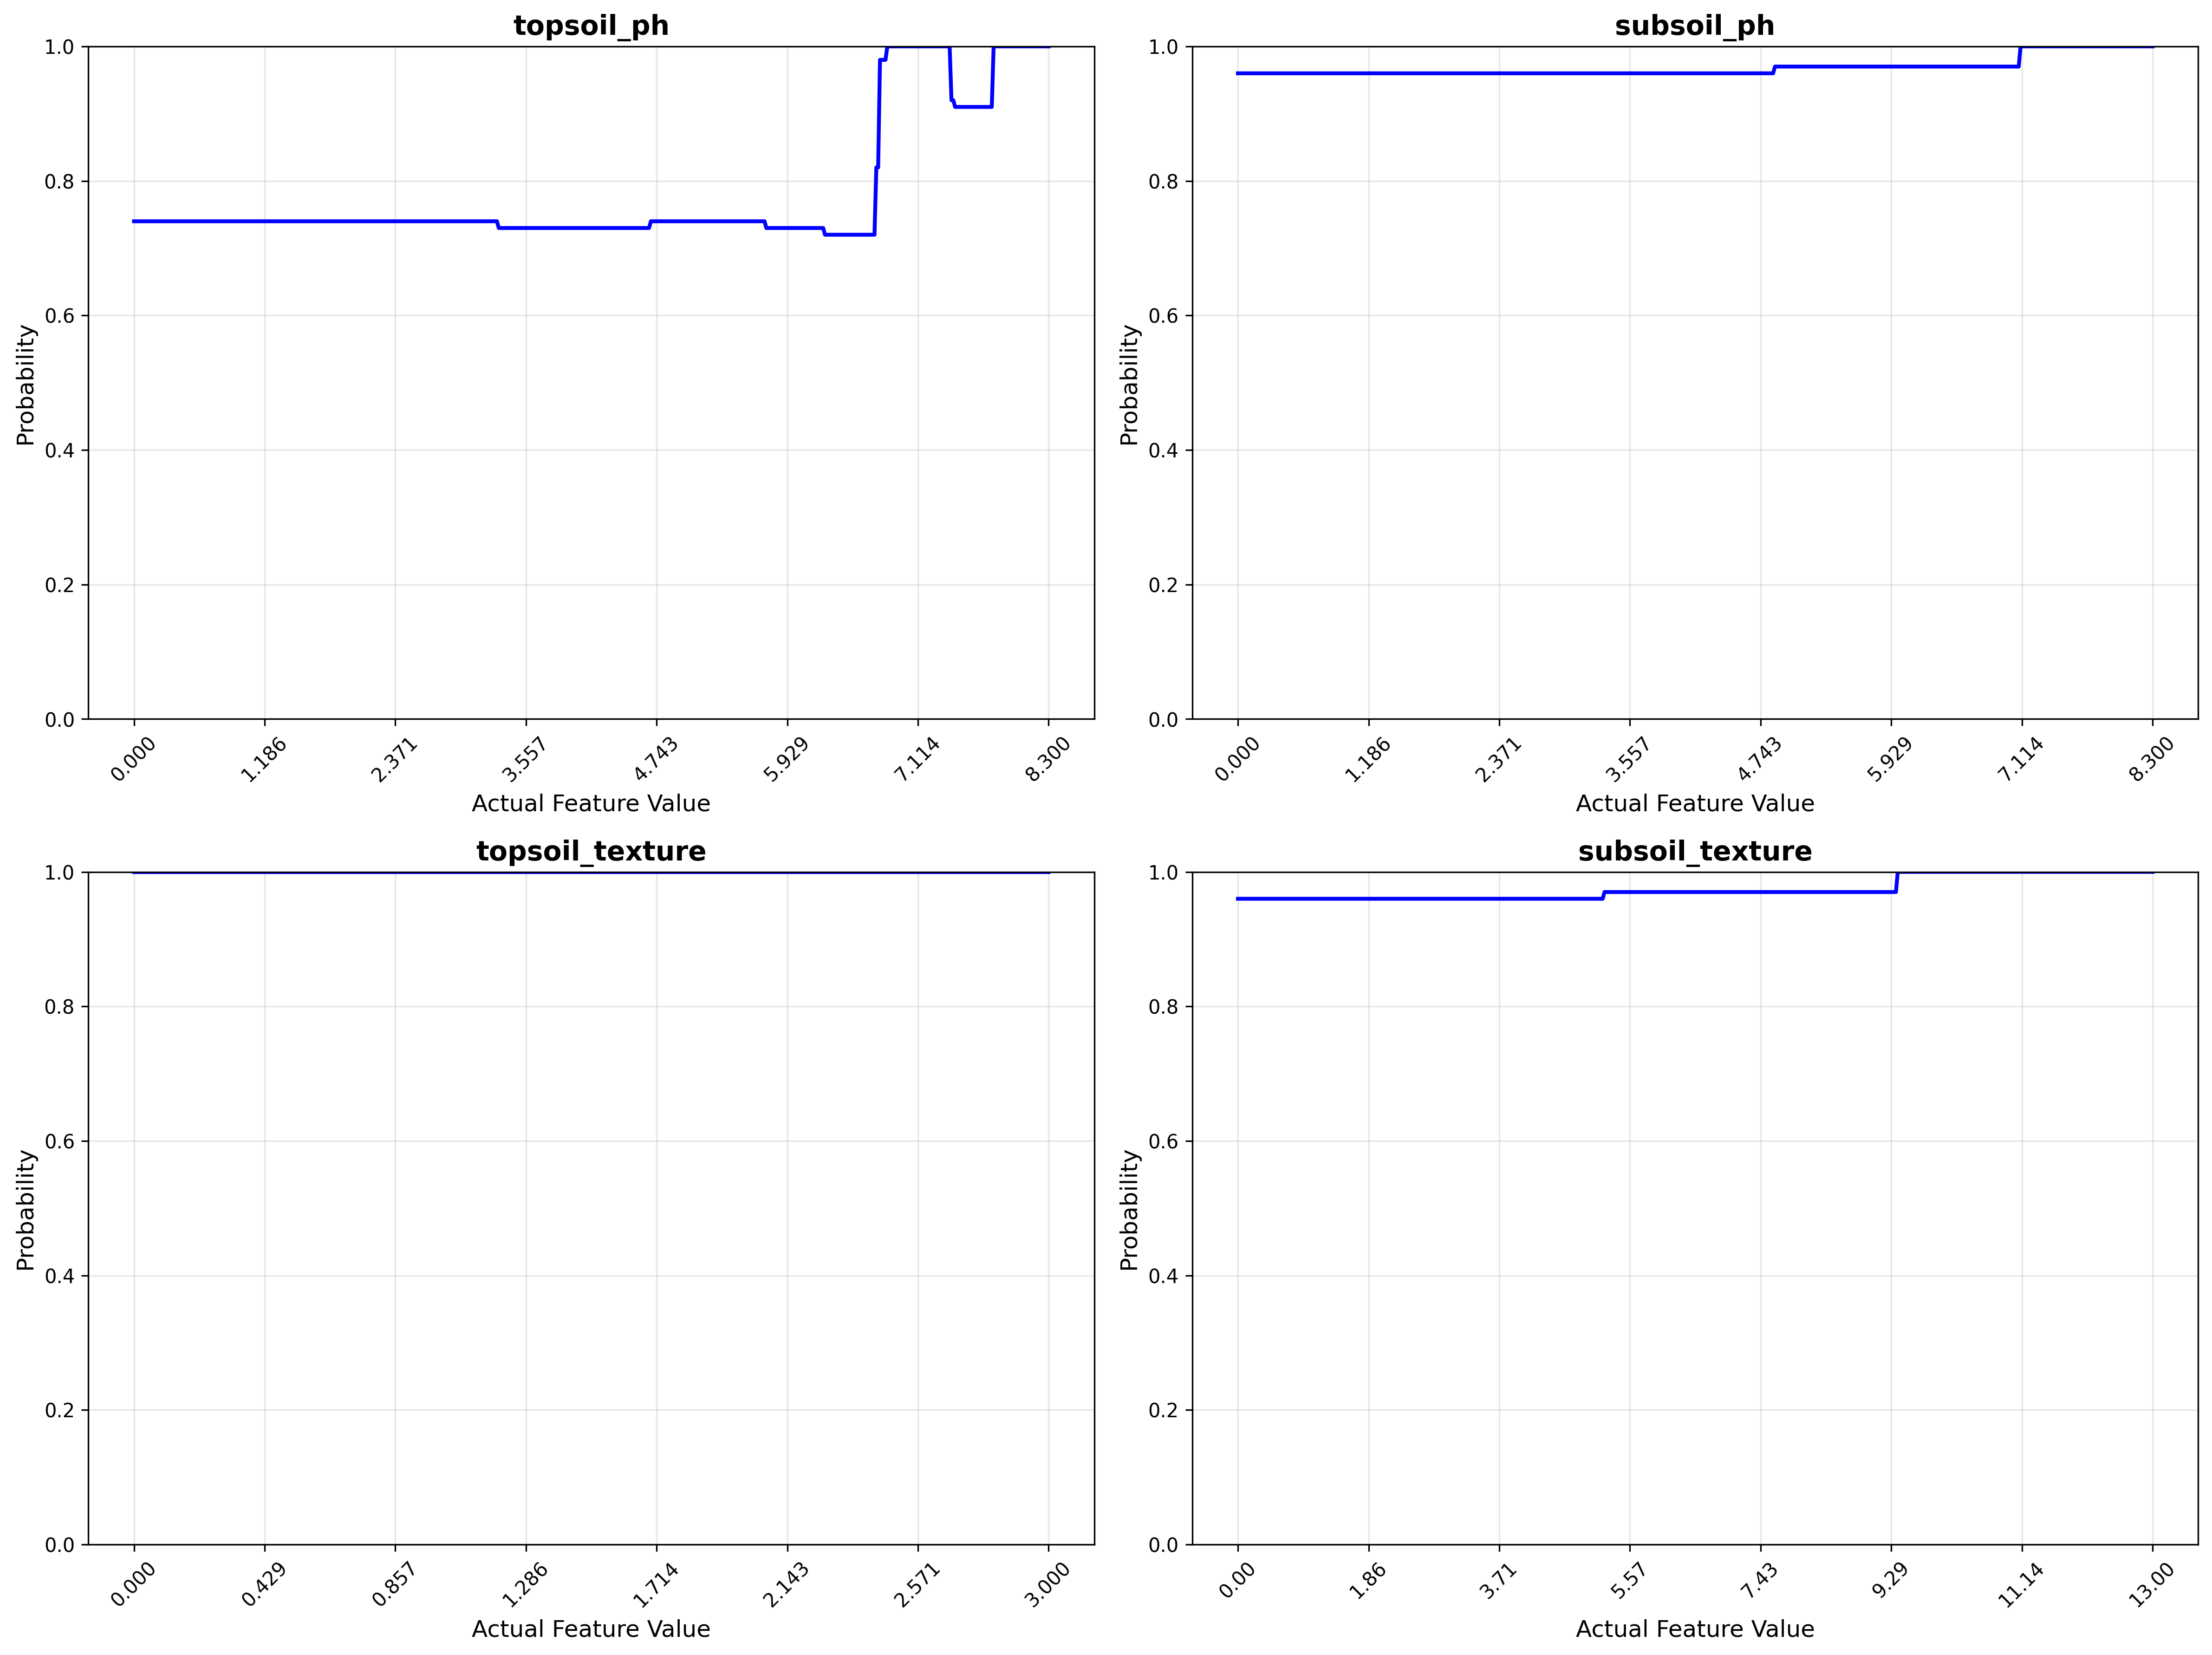 topsoil_ph
1.0
0.8
0.6
0.4
0.2
0.0
Probability
0.000 1.186 2.371 3.557 4.743 5.929 7.114 8.300
Actual Feature Value
subsoil_ph
1.0
0.8
0.6
0.4
0.2
0.0
Probability
0.000 1.186 2.371 3.557 4.743 5.929 7.114 8.300
Actual Feature Value
topsoil_texture
1.0
0.8
0.6
0.4
0.2
0.0
Probability
0.000 0.429 0.857 1.286 1.714 2.143 2.571 3.000
Actual Feature Value
subsoil_texture
1.0
0.8
0.6
0.4
0.2
0.0
Probability
0.00 1.86 3.71 5.57 7.43 9.29 11.14 13.00
Actual Feature Value